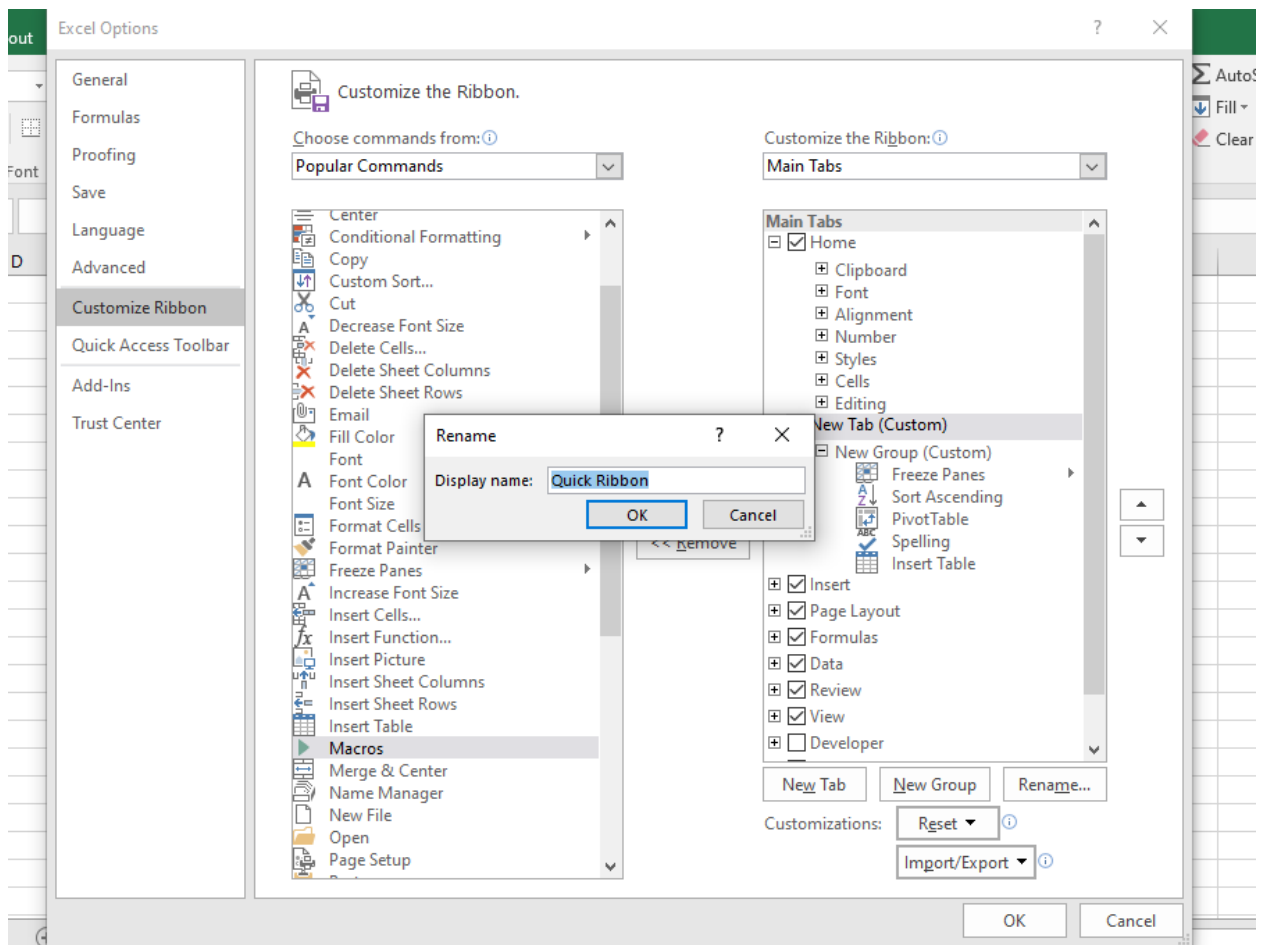 out
Excel Options
?
AutoS
Fill
Clear
Font
D
General
Formulas
Proofing
Save
Language
Advanced
Customize Ribbon
Quick Access Toolbar
Add-Ins
Trust Center
Customize the Ribbon.
Choose commands from:
Popular Commands
Center
Conditional Formatting
Copy
Custom Sort...
Cut
Decrease Font Size
Delete Cells...
Delete Sheet Columns
Delete Sheet Rows
Email
Fill Color
Font
Font Color
Font Size
Format Cells
Format Painter
Freeze Panes
Increase Font Size
Insert Cells...
Insert Function...
Insert Picture
Insert Sheet Columns
Insert Sheet Rows
Insert Table
Macros
Merge & Center
Name Manager
New File
Open
Page Setup
Rename
?
Display name: Quick Ribbon
OK Cancel
<< Remove
Customize the Ribbon:
Main Tabs
Main Tabs
Home
Clipboard
Font
Alignment
Number
Styles
Cells
Editing
New Tab (Custom)
New Group (Custom)
Freeze Panes
Sort Ascending
PivotTable
Spelling
Insert Table
Insert
Page Layout
Formulas
Data
Review
View
Developer
New Tab New Group Rename...
Customizations: Reset
Import/Export
OK Cancel